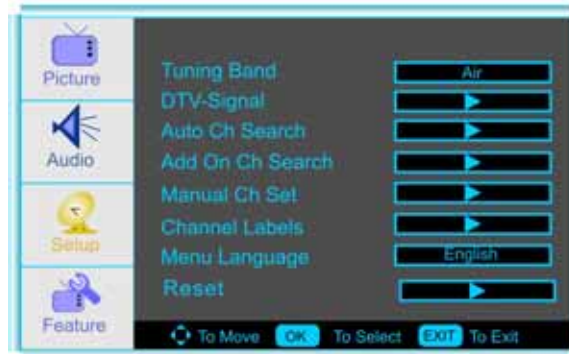 Picture
Audio
Setup
Feature
Tuning Band Air
DTV-Signal
Auto Ch Search
Add On Ch Search
Manual Ch Set
Channel Labels
Menu Language English
Reset
To Move OK To Select EXIT To Exit